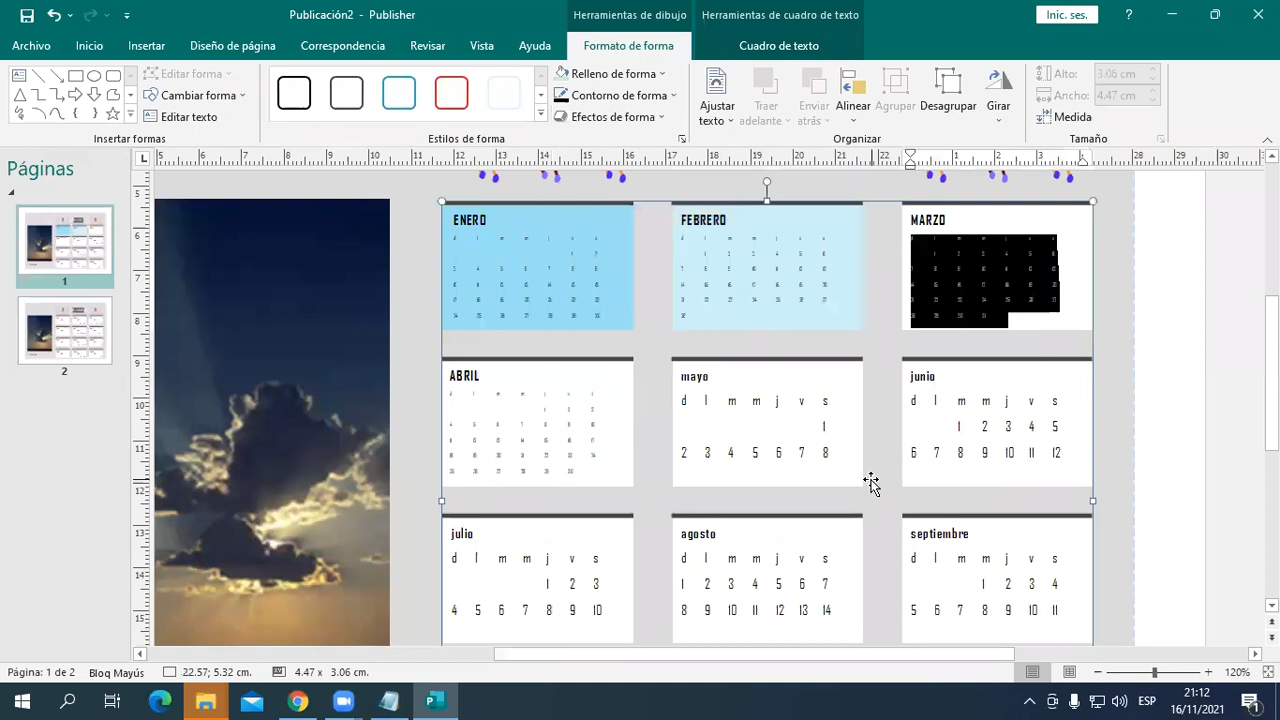 Publicación2 - Publisher
Herramientas de dibujo
Herramientas de cuadro de texto
Inic. ses.
?
Archivo
Inicio
Insertar
Diseño de página
Correspondencia
Revisar
Vista
Ayuda
Formato de forma
Cuadro de texto
Editar forma
Cambiar forma
Editar texto
Insertar formas
Relleno de forma
Contorno de forma
Efectos de forma
Estilos de forma
Ajustar texto
Traer adelante
Enviar atrás
Alinear
Agrupar
Desagrupar
Girar
Organizar
Alto: 3.06 cm
Ancho: 4.47 cm
Medida
Tamaño
Páginas
1
2
ENERO
FEBRERO
MARZO
ABRIL
mayo
d l m m j v s
1
2 3 4 5 6 7 8
junio
d l m m j v s
1 2 3 4 5
6 7 8 9 10 11 12
julio
d l m m j v s
1 2 3
4 5 6 7 8 9 10
agosto
d l m m j v s
1 2 3 4 5 6 7
8 9 10 11 12 13 14
septiembre
d l m m j v s
1 2 3 4
5 6 7 8 9 10 11
Página: 1 de 2
Bloq Mayús
22.57; 5.32 cm.
4.47 × 3.06 cm.
120%
ESP
21:12
16/11/2021